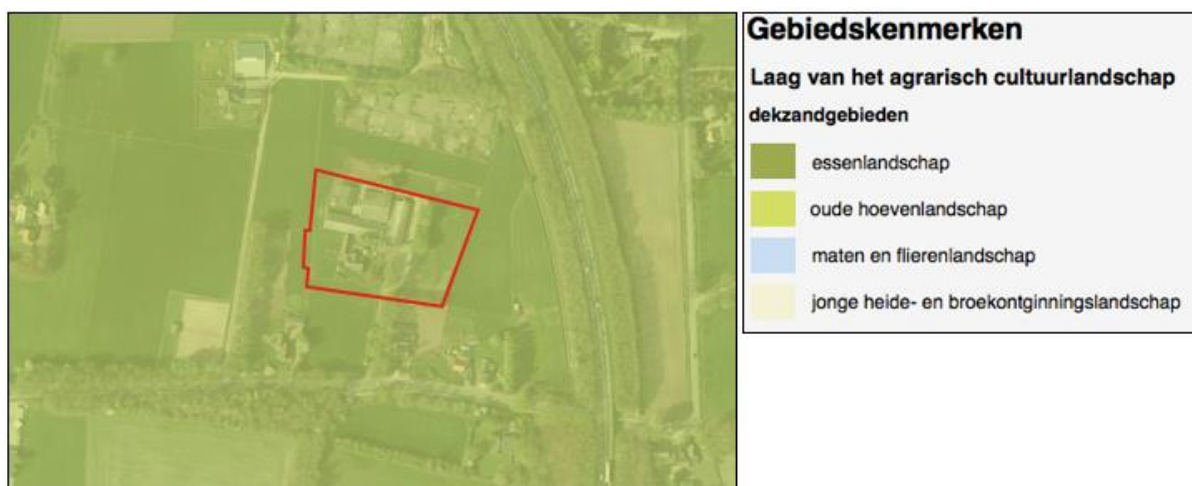 Gebiedskenmerken
Laag van het agrarisch cultuurlandschap
dekzandgebieden
essenlandschap
oude hoevenlandschap
maten en flierenlandschap
jonge heide- en broekontginningslandschap